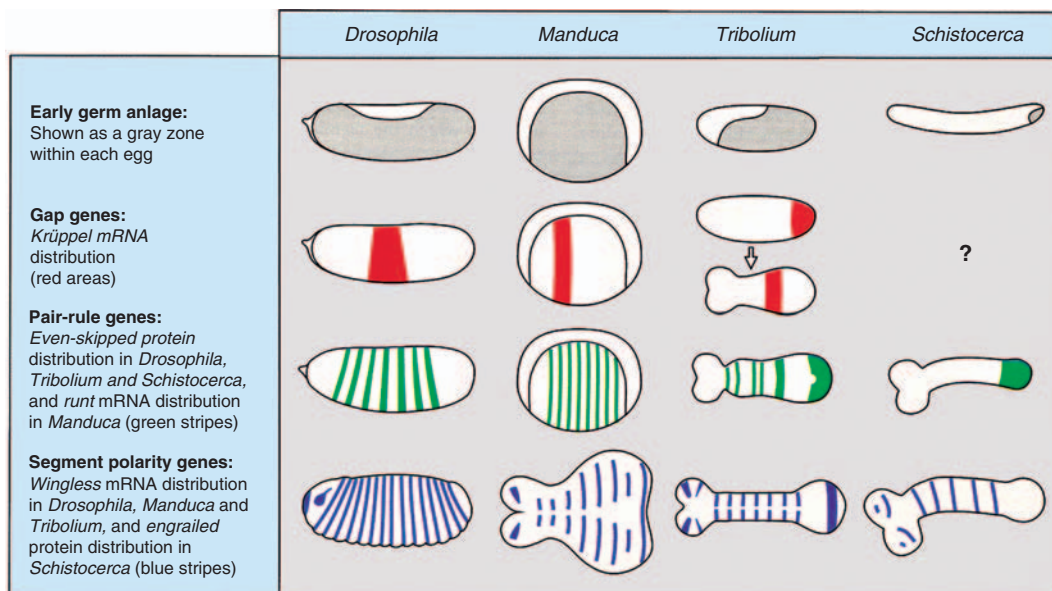 Drosophila Manduca Tribolium Schistocerca
Early germ anlage:
Shown as a gray zone
within each egg
Gap genes:
Krüppel mRNA
distribution
(red areas)
?
Pair-rule genes:
Even-skipped protein
distribution in Drosophila,
Tribolium and Schistocerca,
and runt mRNA distribution
in Manduca (green stripes)
Segment polarity genes:
Wingless mRNA distribution
in Drosophila, Manduca and
Tribolium, and engrailed
protein distribution in
Schistocerca (blue stripes)